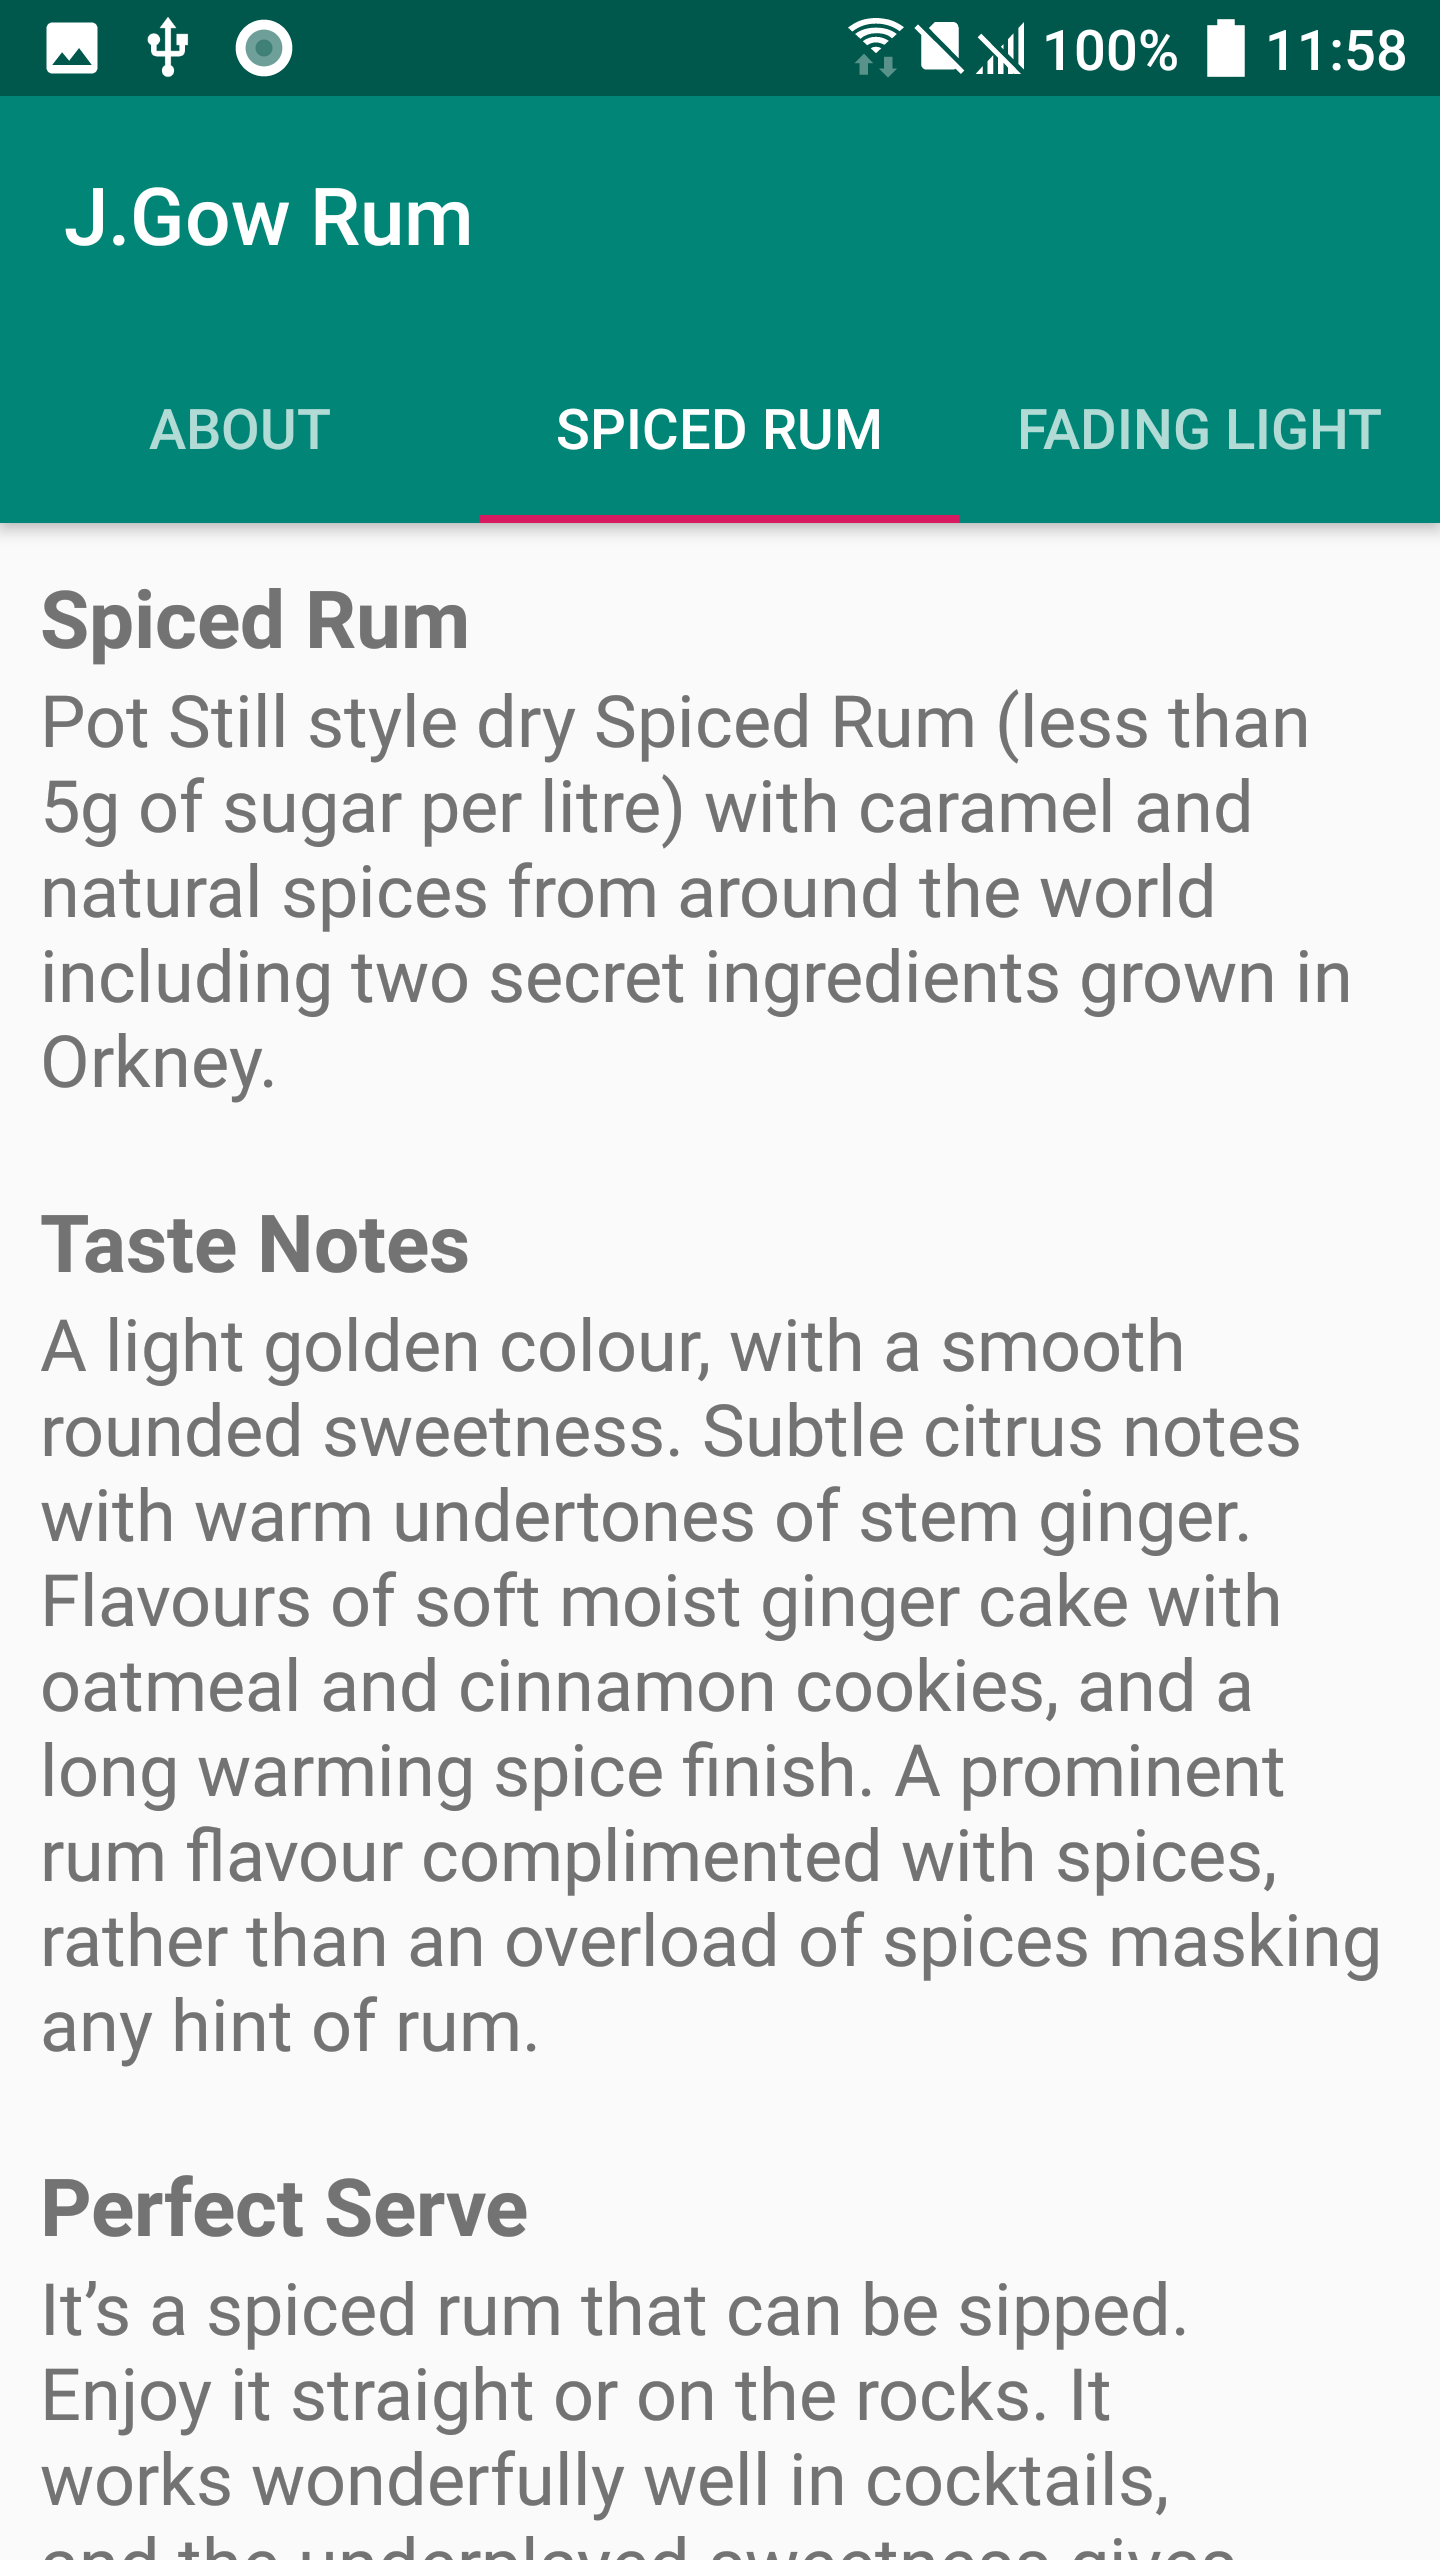 100% 11:58
J.Gow Rum
ABOUT SPICED RUM FADING LIGHT
Spiced Rum
Pot Still style dry Spiced Rum (less than
5g of sugar per litre) with caramel and
natural spices from around the world
including two secret ingredients grown in
Orkney.
Taste Notes
A light golden colour, with a smooth
rounded sweetness. Subtle citrus notes
with warm undertones of stem ginger.
Flavours of soft moist ginger cake with
oatmeal and cinnamon cookies, and a
long warming spice finish. A prominent
rum flavour complimented with spices,
rather than an overload of spices masking
any hint of rum.
Perfect Serve
It’s a spiced rum that can be sipped.
Enjoy it straight or on the rocks. It
works wonderfully well in cocktails,
and the underplayed sweetness gives